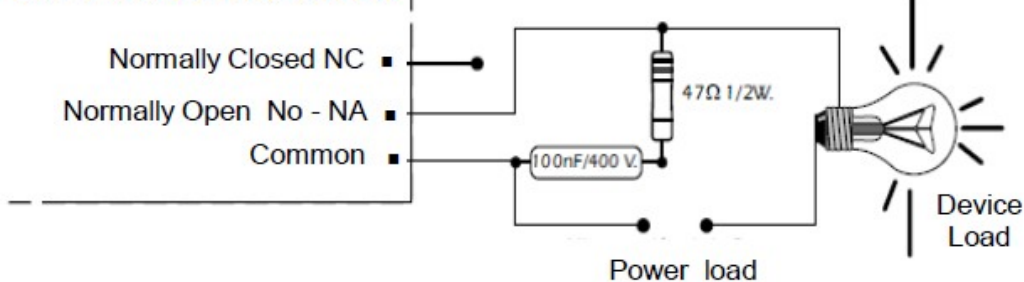 Normally Closed NC
Normally Open No - NA
Common
47Ω 1/2W.
100nF/400 V.
Device
Load
Power load